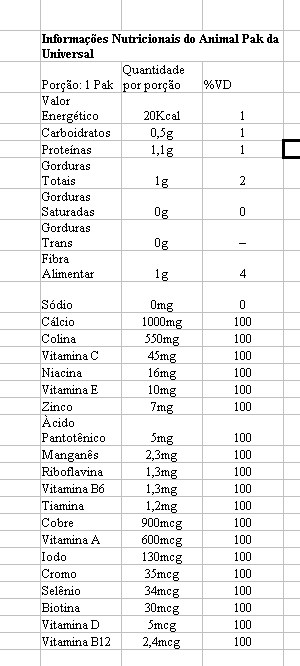 Informações Nutricionais do Animal Pak da
Universal
Quantidade
Porção: 1 Pak por porção %VD
Valor
Energético 20Kcal 1
Carboidratos 0,5g 1
Proteínas 1,1g 1
Gorduras
Totais 1g 2
Gorduras
Saturadas 0g 0
Gorduras
Trans 0g –
Fibra
Alimentar 1g 4
Sódio 0mg 0
Cálcio 1000mg 100
Colina 550mg 100
Vitamina C 45mg 100
Niacina 16mg 100
Vitamina E 10mg 100
Zinco 7mg 100
Àcido
Pantotênico 5mg 100
Manganês 2,3mg 100
Riboflavina 1,3mg 100
Vitamina B6 1,3mg 100
Tiamina 1,2mg 100
Cobre 900mcg 100
Vitamina A 600mcg 100
Iodo 130mcg 100
Cromo 35mcg 100
Selênio 34mcg 100
Biotina 30mcg 100
Vitamina D 5mcg 100
Vitamina B12 2,4mcg 100